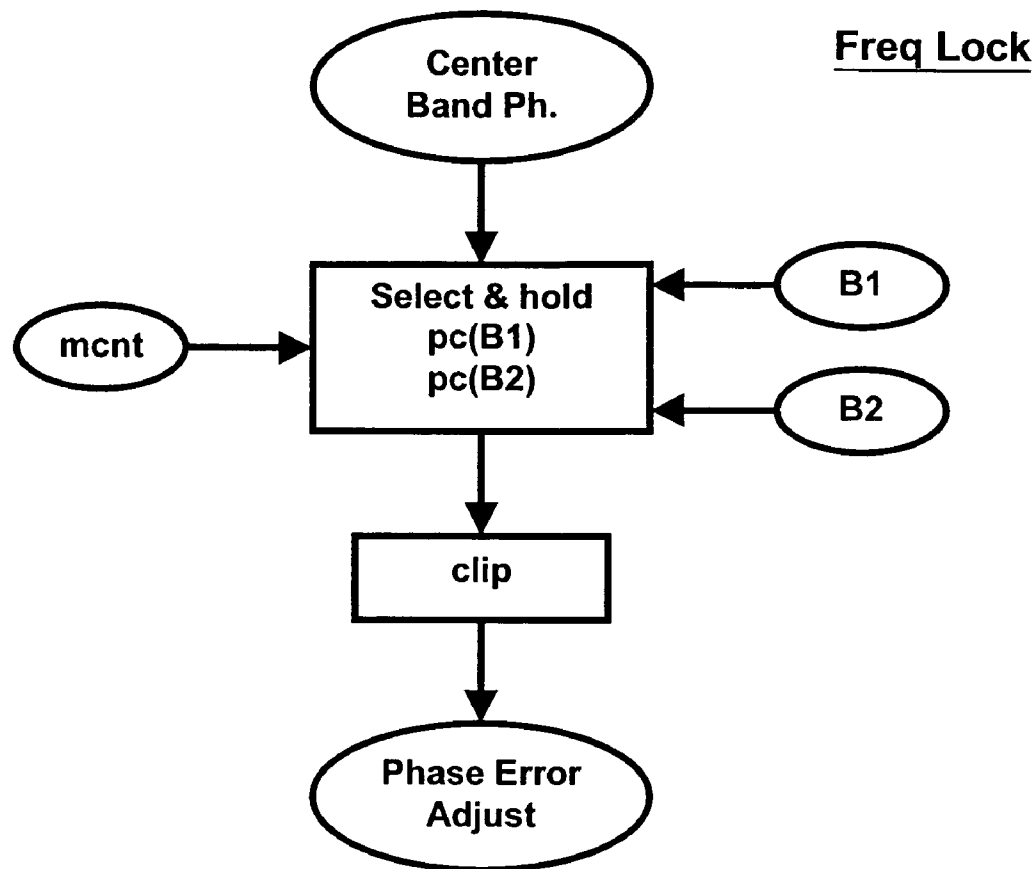 Freq Lock
Center
Band Ph.
Select & hold
pc(B1)
pc(B2)
B1
mcnt
B2
clip
Phase Error
Adjust